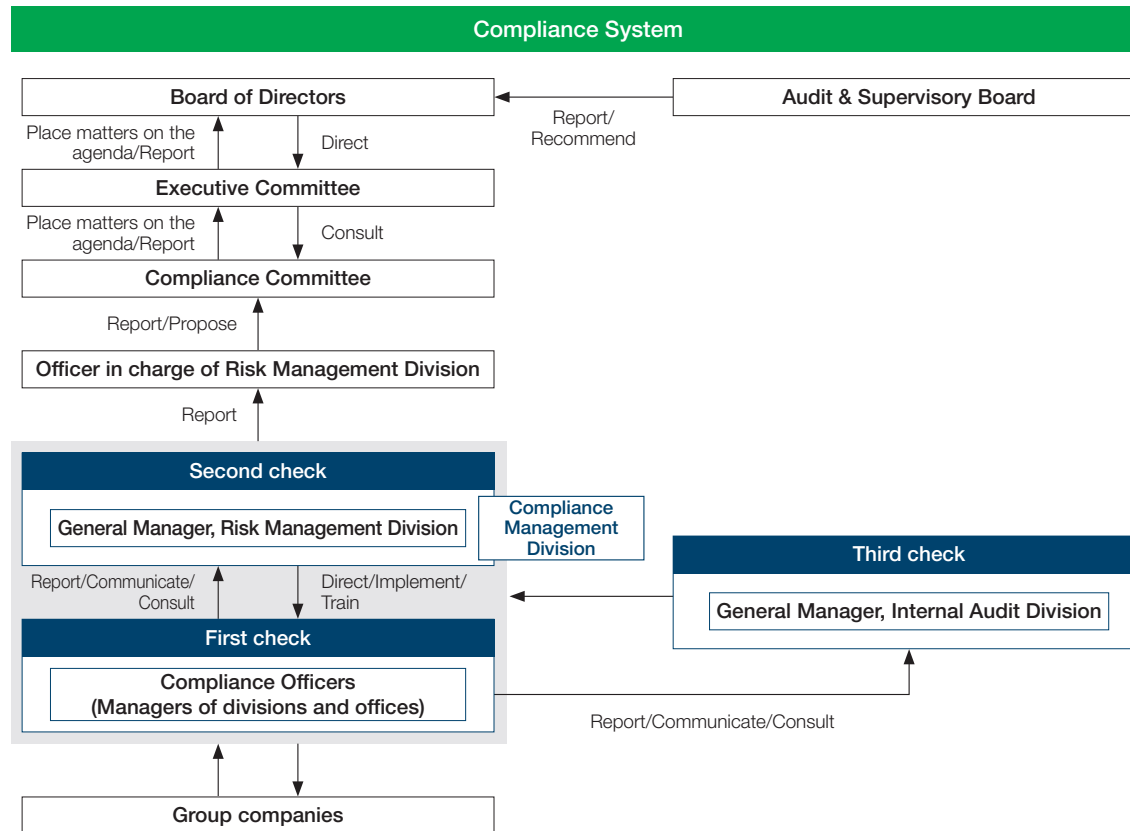 Compliance System
Board of Directors
Audit & Supervisory Board
Report/
Recommend
Place matters on the
agenda/Report
Direct
Executive Committee
Place matters on the
agenda/Report
Consult
Compliance Committee
Report/Propose
Officer in charge of Risk Management Division
Report
Second check
General Manager, Risk Management Division
Compliance
Management
Division
Third check
General Manager, Internal Audit Division
Report/Communicate/
Consult
Direct/Implement/
Train
First check
Compliance Officers
(Managers of divisions and offices)
Report/Communicate/Consult
Group companies